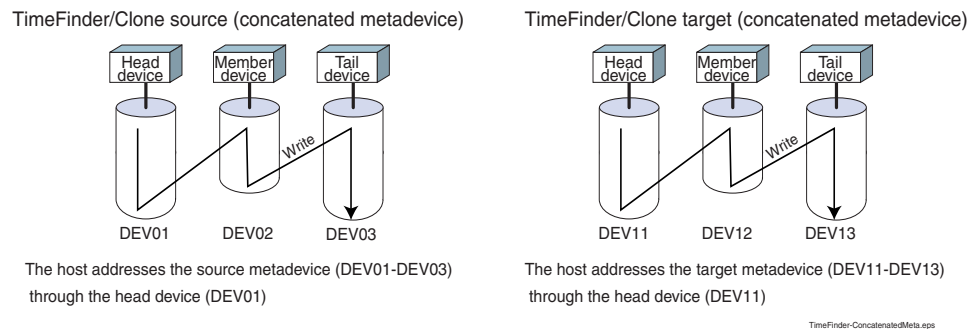 TimeFinder/Clone source (concatenated metadevice)
Head device
Member device
Tail device
Write
DEV01
DEV02
DEV03
The host addresses the source metadevice (DEV01-DEV03)
through the head device (DEV01)
TimeFinder/Clone target (concatenated metadevice)
Head device
Member device
Tail device
Write
DEV11
DEV12
DEV13
The host addresses the target metadevice (DEV11-DEV13)
through the head device (DEV11)
TimeFinder-ConcatenatedMeta.eps